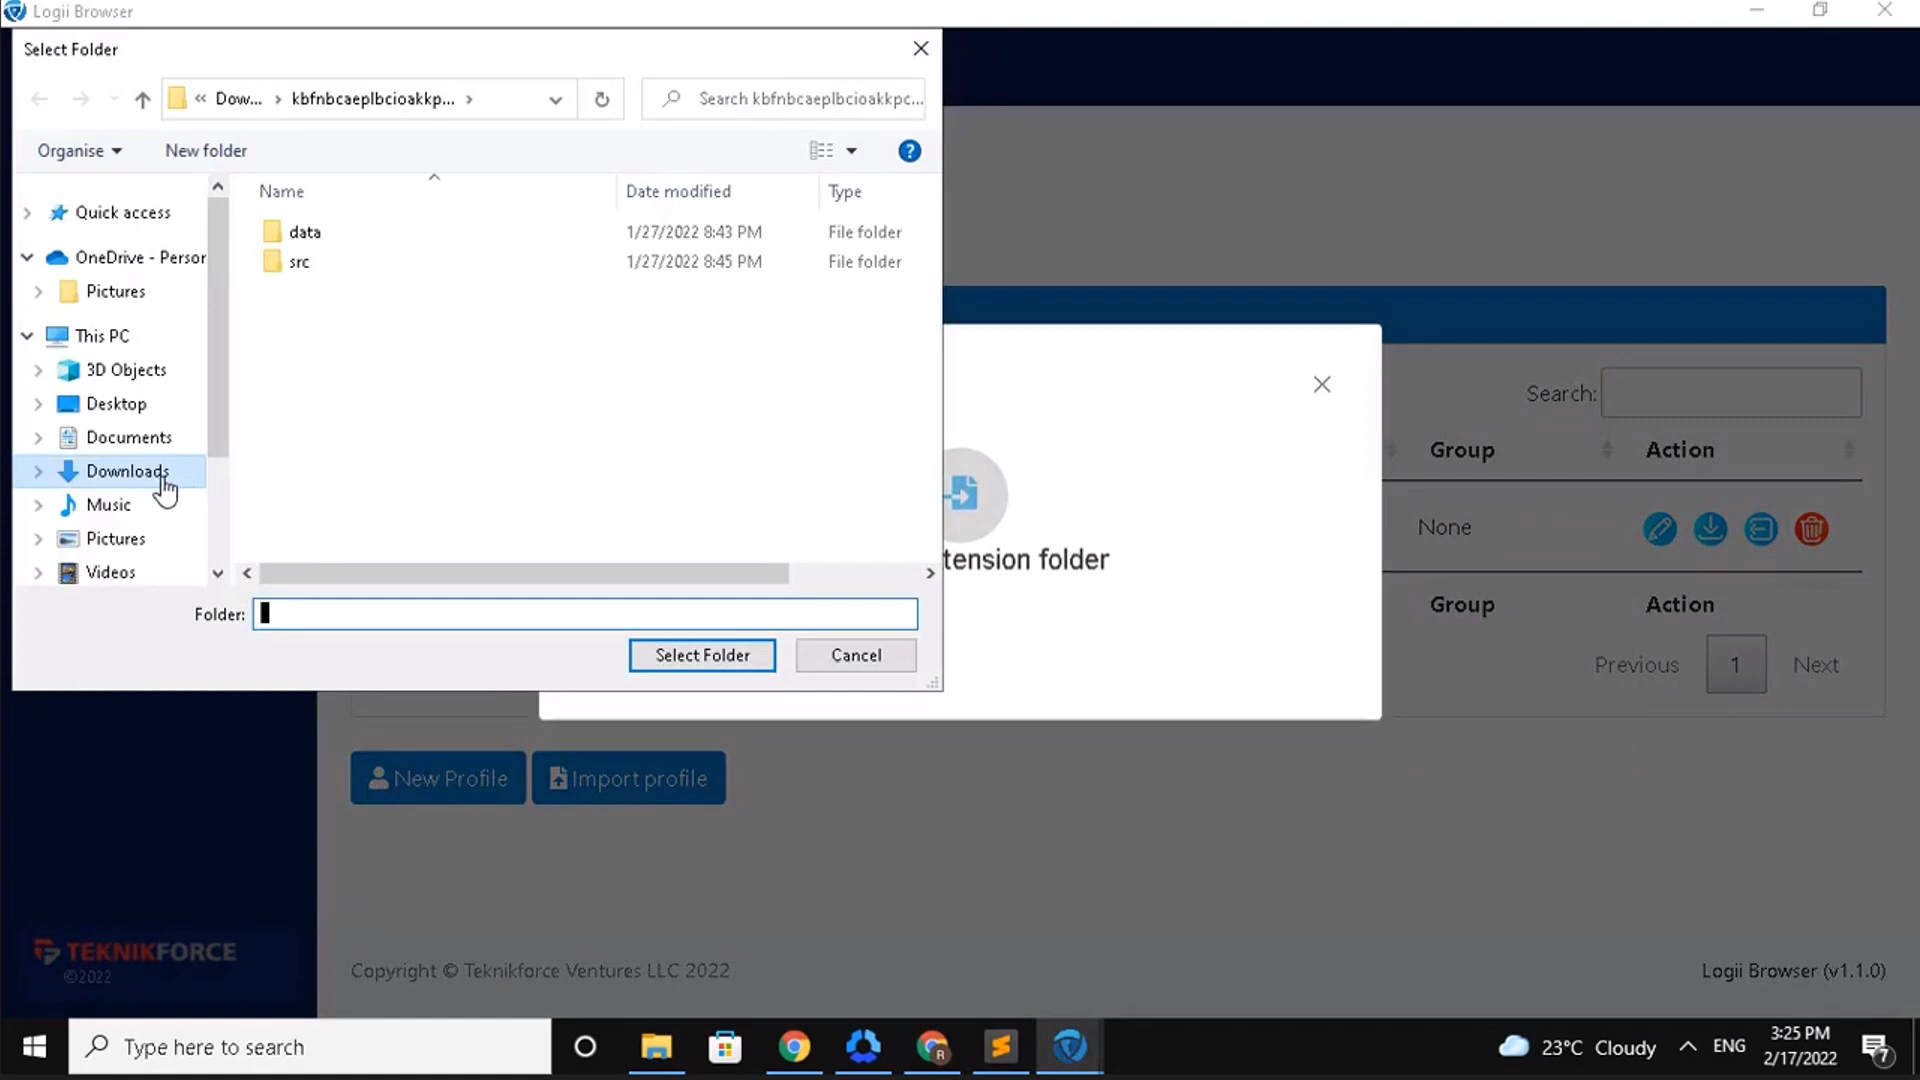 Logii Browser
Select Folder
« Dow... › kbfnbcaeplbcioakkp... ›
Search kbfnbcaeplbcioakkpc...
Organise
New folder
Name
Date modified
Type
data
1/27/2022 8:43 PM
File folder
src
1/27/2022 8:45 PM
File folder
Quick access
OneDrive - Person
Pictures
This PC
3D Objects
Desktop
Documents
Downloads
Music
Pictures
Videos
Folder:
Select Folder
Cancel
tension folder
Search:
Group
Action
None
Group
Action
Previous
1
Next
New Profile
Import profile
TEKNIKFORCE
©2022
Copyright © Teknikforce Ventures LLC 2022
Logii Browser (v1.1.0)
Type here to search
R
23°C Cloudy
ENG
3:25 PM
2/17/2022
7